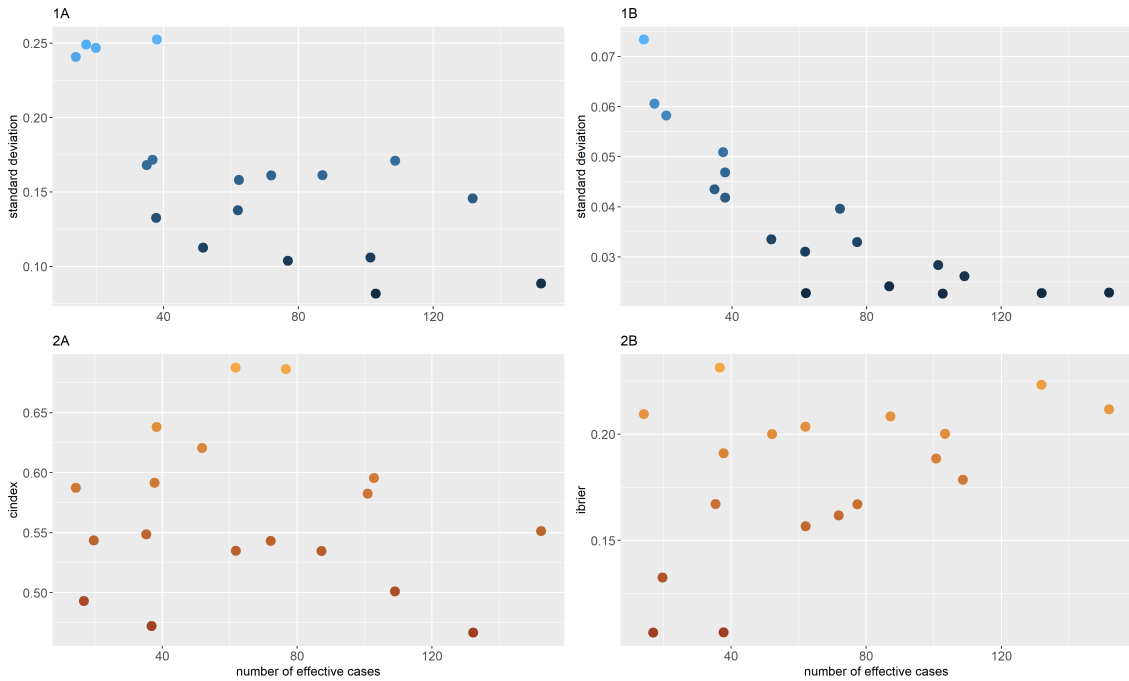 1A
standard deviation
0.25
0.20
0.15
0.10
40
80
120
1B
standard deviation
0.07
0.06
0.05
0.04
0.03
40
80
120
2A
cindex
0.65
0.60
0.55
0.50
40
80
120
number of effective cases
2B
ibrier
0.20
0.15
40
80
120
number of effective cases